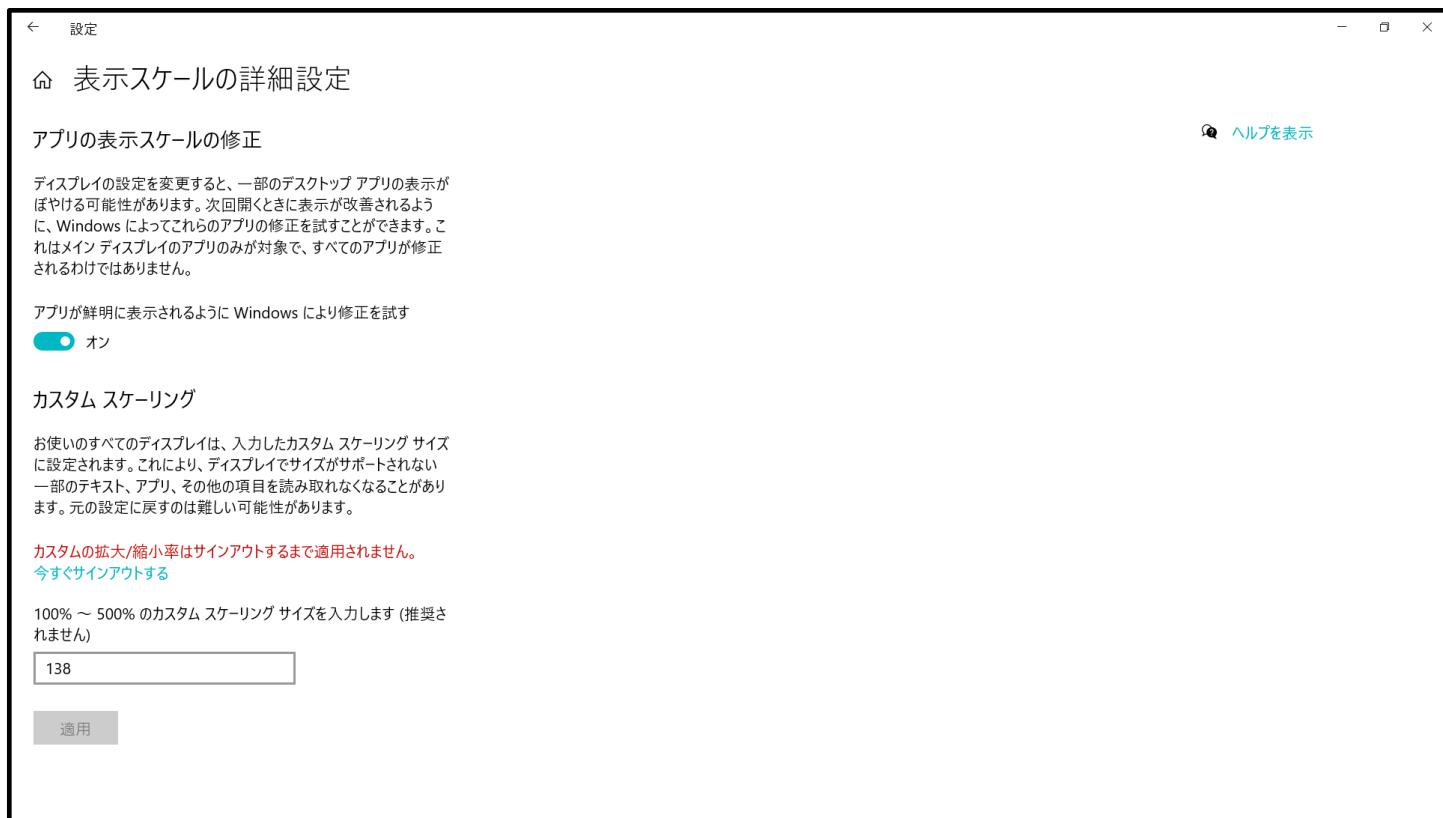 設定
表示スケールの詳細設定
アプリの表示スケールの修正
ヘルプを表示
ディスプレイの設定を変更すると、一部のデスクトップ アプリの表示が
ぼやける可能性があります。次回開くときに表示が改善されるよう
に、Windows によってこれらのアプリの修正を試すことができます。こ
れはメイン ディスプレイのアプリのみが対象で、すべてのアプリが修正
されるわけではありません。
アプリが鮮明に表示されるように Windows により修正を試す
オン
カスタム スケーリング
お使いのすべてのディスプレイは、入力したカスタム スケーリング サイズ
に設定されます。これにより、ディスプレイでサイズがサポートされない
一部のテキスト、アプリ、その他の項目を読み取れなくなることがあり
ます。元の設定に戻すのは難しい可能性があります。
カスタムの拡大/縮小率はサインアウトするまで適用されません。
今すぐサインアウトする
100% ～ 500% のカスタム スケーリング サイズを入力します (推奨さ
れません)
138
適用